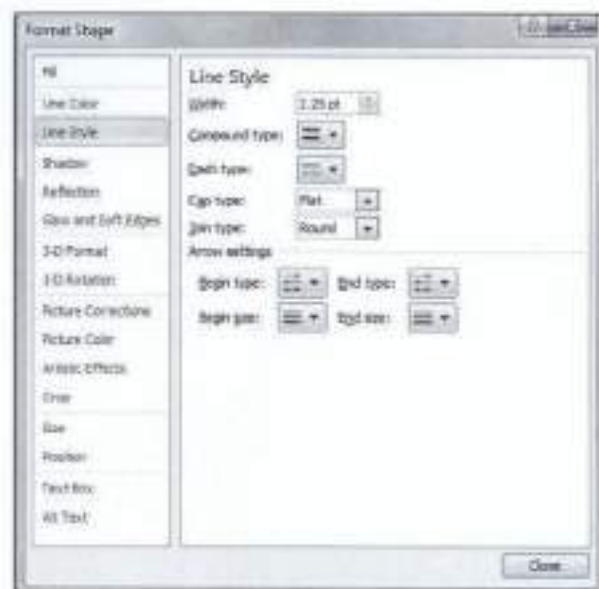 Format Shape
Fill
Line Color
Line Style
Shadow
Reflection
Glow and Soft Edges
3-D Format
3-D Rotation
Picture Corrections
Picture Color
Artistic Effects
Crop
Size
Position
Text Box
Alt Text
Line Style
Width:
Compound type:
Dash type:
Cap type: Flat
Join type: Round
Arrow settings
Begin type: End type:
Begin size: End size:
Close